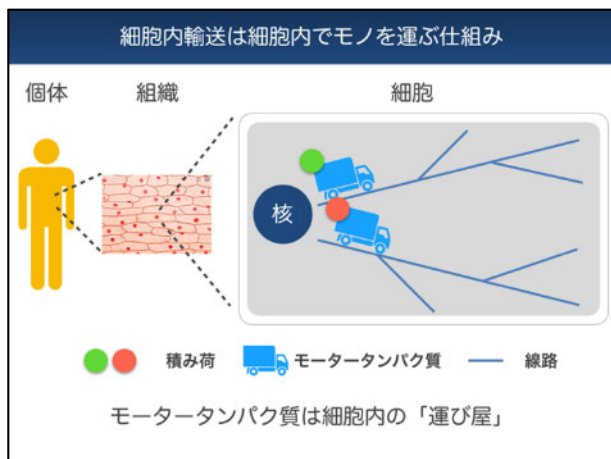 細胞内輸送は細胞内でモノを運ぶ仕組み
個体
組織
細胞
核
積み荷
モータータンパク質
線路
モータータンパク質は細胞内の「運び屋」